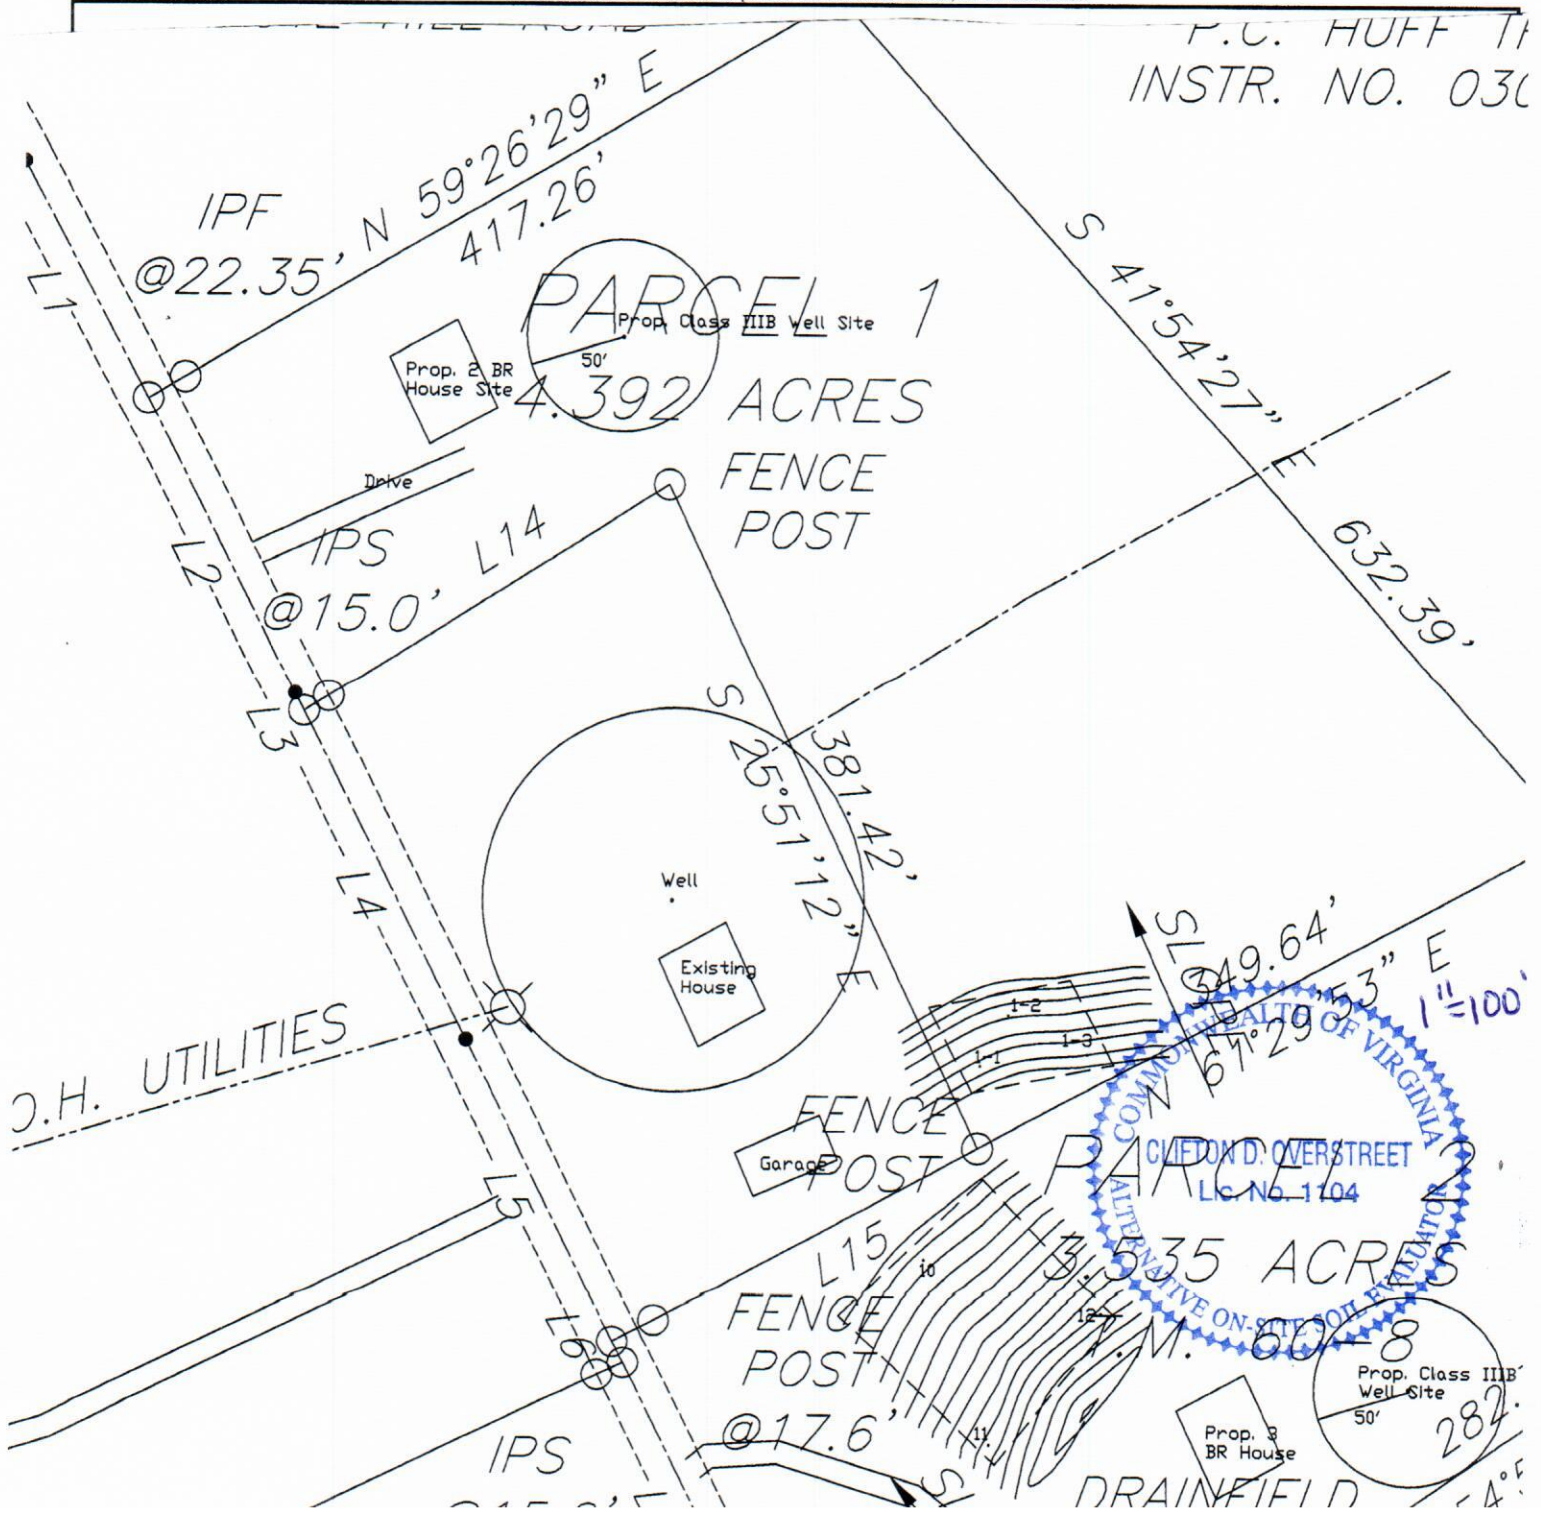 P.C. HUFF
INSTR. NO. 030
N 59°26'29" E
417.26'
IPF
@22.35'
S 41°54'27" E
632.39'
PARCEL 1
4.392 ACRES
Prop. Class IIIB Well Site
50'
Prop. 2 BR
House Site
Drive
FENCE
POST
L1
L2
IPS
@15.0'
L14
L3
S 25°51'12" E
381.42'
Well
Existing
House
L4
O.H. UTILITIES
1-2
1-1
1-3
349.64'
N 61°29'53" E
1"=100'
FENCE
POST
Garage
PARCEL 2
3.535 ACRES
T.M. 60-8
COMMONWEALTH OF VIRGINIA
CLIFTON D. OVERSTREET
Lic. No. 1104
ALTERNATIVE ON-SITE SOIL EVALUATOR
L5
L15
10
12
11
L6
FENCE
POST
@17.6'
IPS
Prop. Class IIIB
Well Site
50'
282.
Prop. 3
BR House
DRAINFIELD